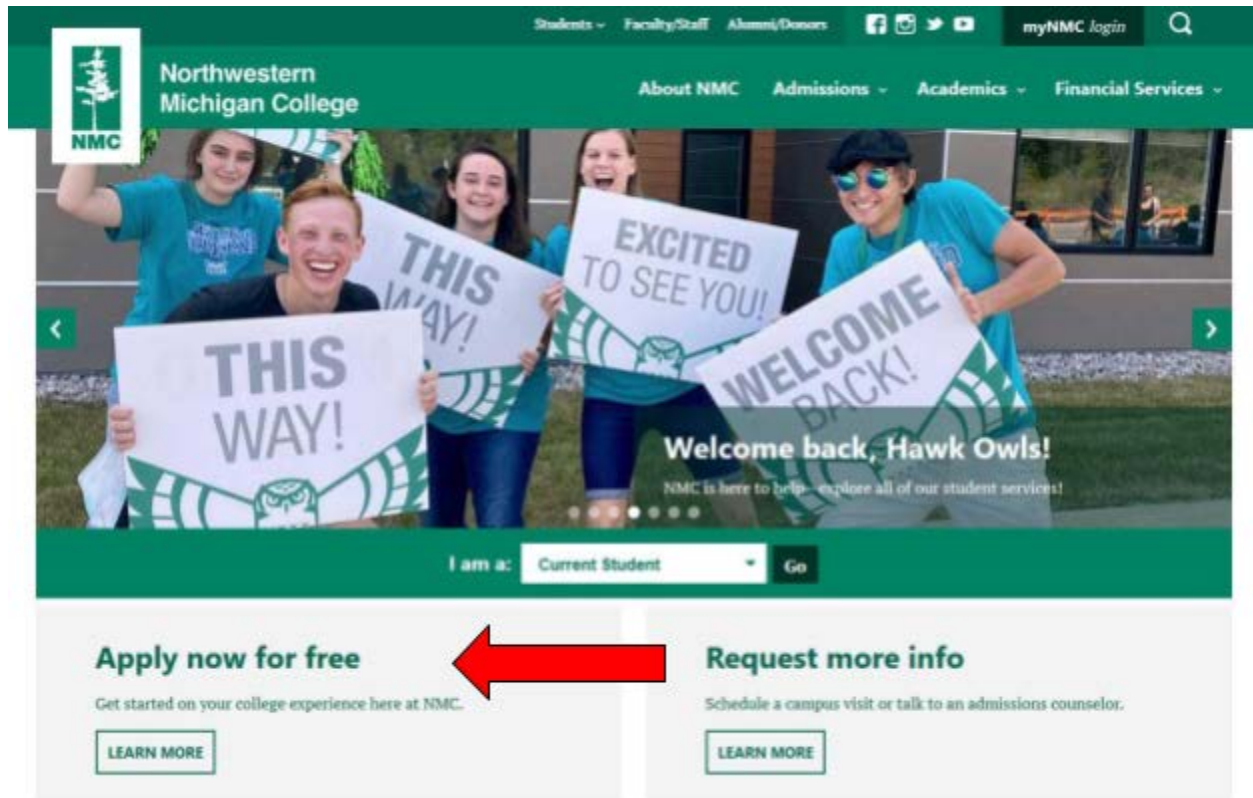 Students Faculty/Staff Alumni/Donors myNMC login
NMC
Northwestern
Michigan College
About NMC Admissions Academics Financial Services
THIS
WAY!
THIS
WAY!
EXCITED
TO SEE YOU!
WELCOME
BACK!
Welcome back, Hawk Owls!
NMC is here to help—explore all of our student services!
I am a: Current Student Go
Apply now for free
Get started on your college experience here at NMC.
LEARN MORE
Request more info
Schedule a campus visit or talk to an admissions counselor.
LEARN MORE